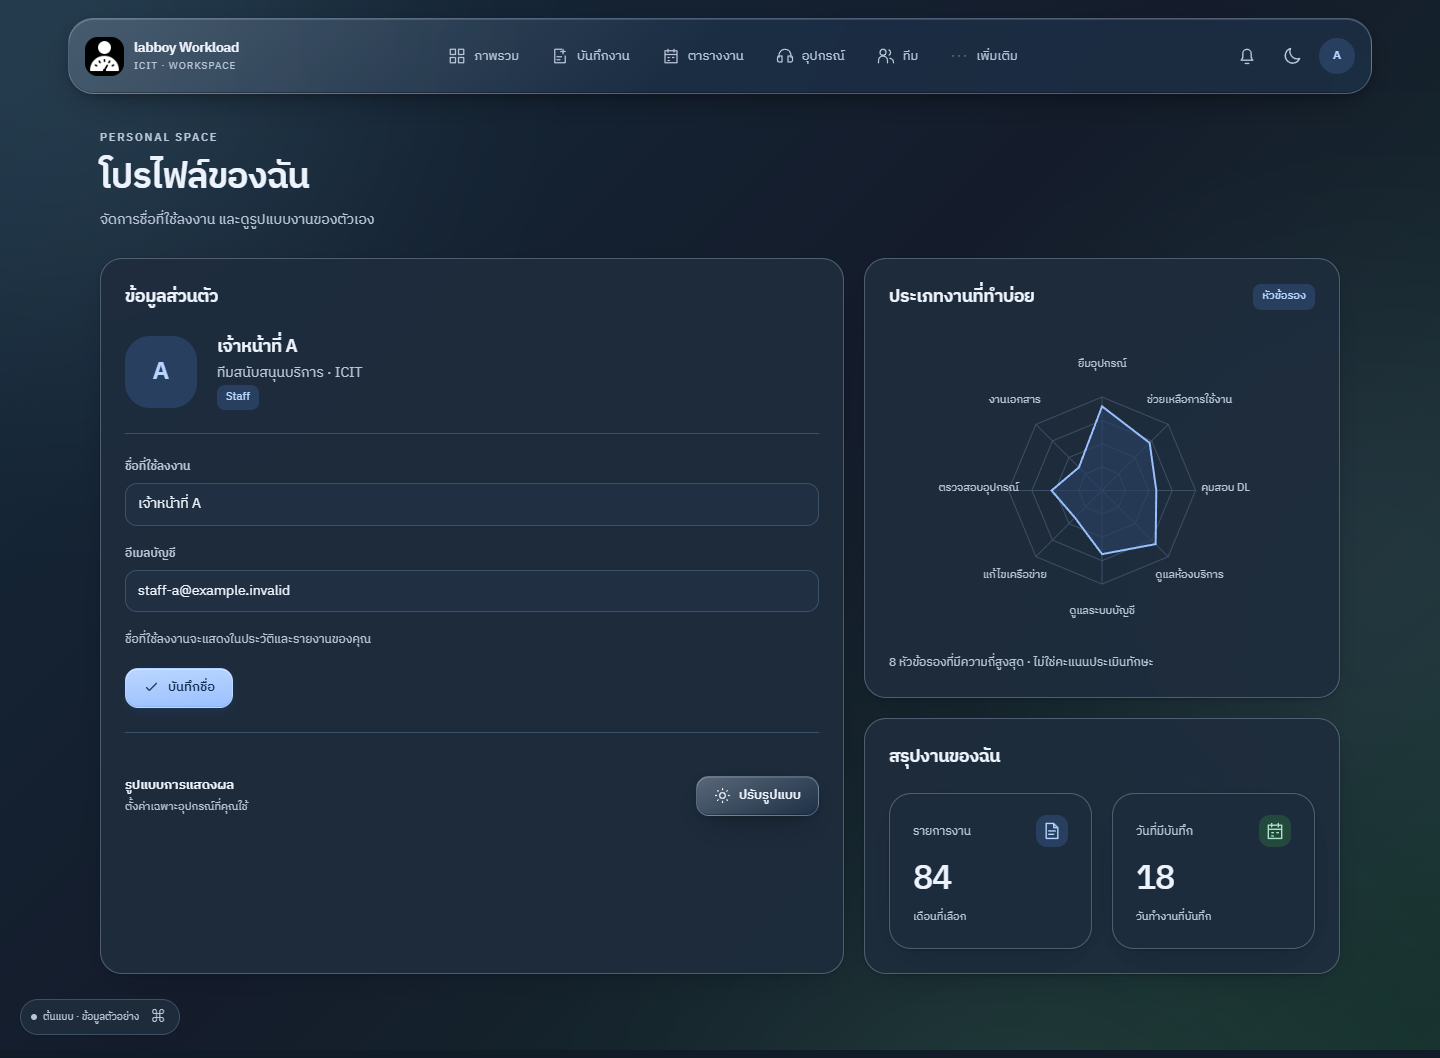 labboy Workload
ICIT · WORKSPACE
ภาพรวม
บันทึกงาน
ตารางงาน
อุปกรณ์
ทีม
··· เพิ่มเติม
A
PERSONAL SPACE
โปรไฟล์ของฉัน
จัดการชื่อที่ใช้ลงงาน และดูรูปแบบงานของตัวเอง
ข้อมูลส่วนตัว
A
เจ้าหน้าที่ A
ทีมสนับสนุนบริการ · ICIT
Staff
ชื่อที่ใช้ลงงาน
เจ้าหน้าที่ A
อีเมลบัญชี
staff-a@example.invalid
ชื่อที่ใช้ลงงานจะแสดงในประวัติและรายงานของคุณ
บันทึกชื่อ
รูปแบบการแสดงผล
ตั้งค่าเฉพาะอุปกรณ์ที่คุณใช้
ปรับรูปแบบ
ประเภทงานที่ทำบ่อย
หัวข้อรอง
ยืมอุปกรณ์
งานเอกสาร
ช่วยเหลือการใช้งาน
ตรวจสอบอุปกรณ์
คุมสอบ DL
แก้ไขเครือข่าย
ดูแลห้องบริการ
ดูแลระบบบัญชี
8 หัวข้อรองที่มีความถี่สูงสุด · ไม่ใช่คะแนนประเมินทักษะ
สรุปงานของฉัน
รายการงาน
84
เดือนที่เลือก
วันที่มีบันทึก
18
วันทำงานที่บันทึก
ต้นแบบ · ข้อมูลตัวอย่าง ⌘